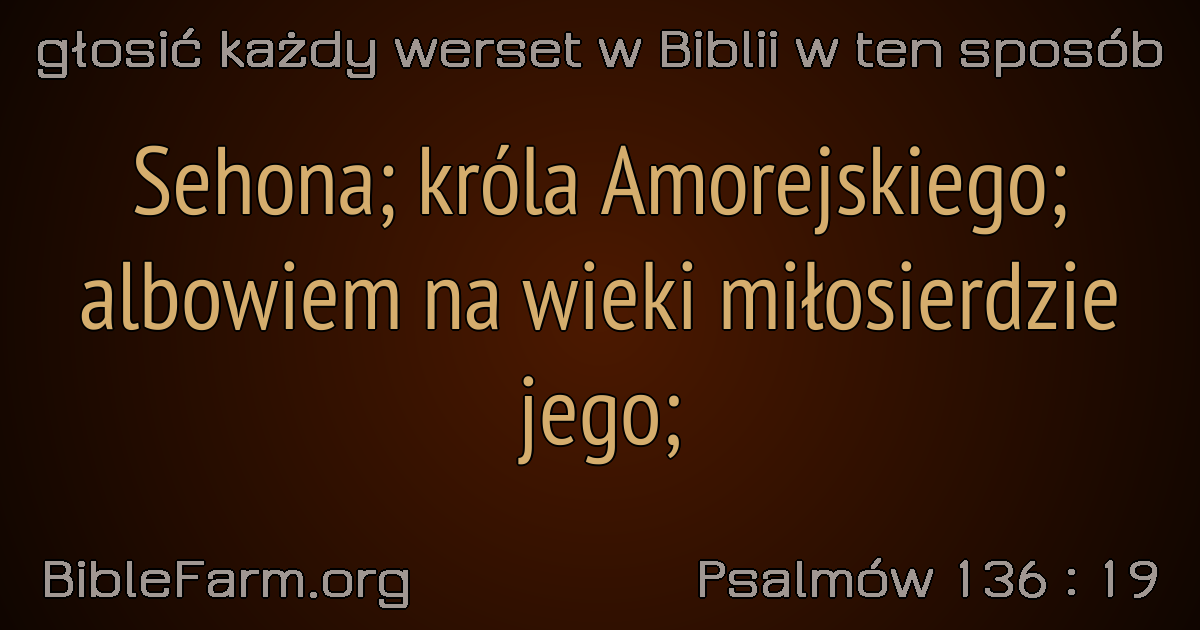 głosić każdy werset w Biblii w ten sposób
Sehona; króla Amorejskiego;
albowiem na wieki miłosierdzie
jego;
BibleFarm.org
Psalmów 136 : 19